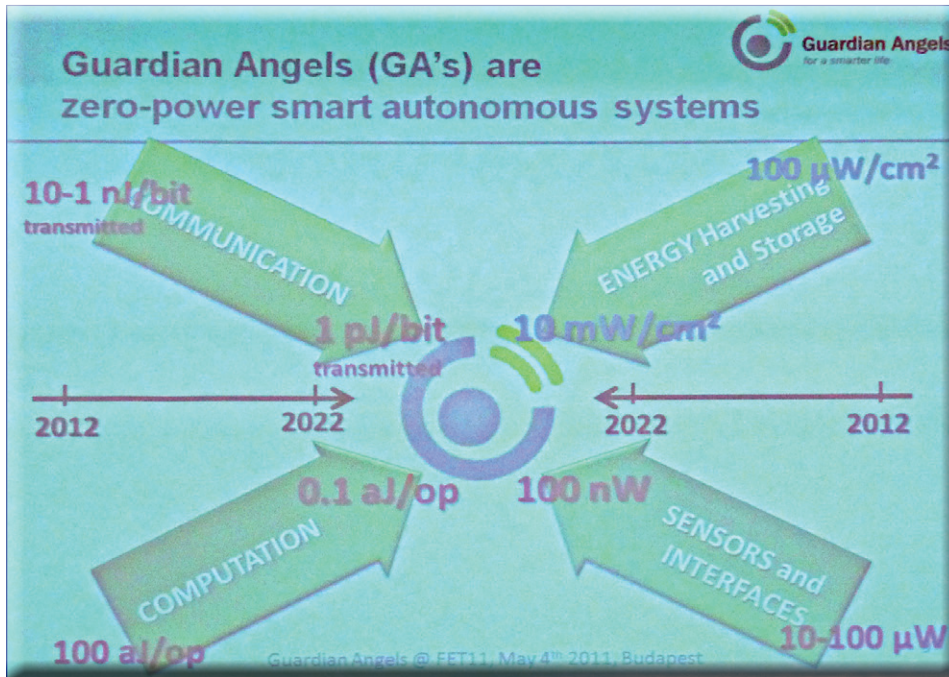 Guardian Angels
for a smarter life
Guardian Angels (GA's) are
zero-power smart autonomous systems
10-1 nJ/bit
transmitted
COMMUNICATION
100 µW/cm²
ENERGY Harvesting
and Storage
1 pJ/bit
transmitted
10 mW/cm²
2012
2022
2022
2012
0.1 aJ/op
100 nW
COMPUTATION
SENSORS and
INTERFACES
100 aJ/op
10-100 µW
Guardian Angels @ FET11, May 4th 2011, Budapest